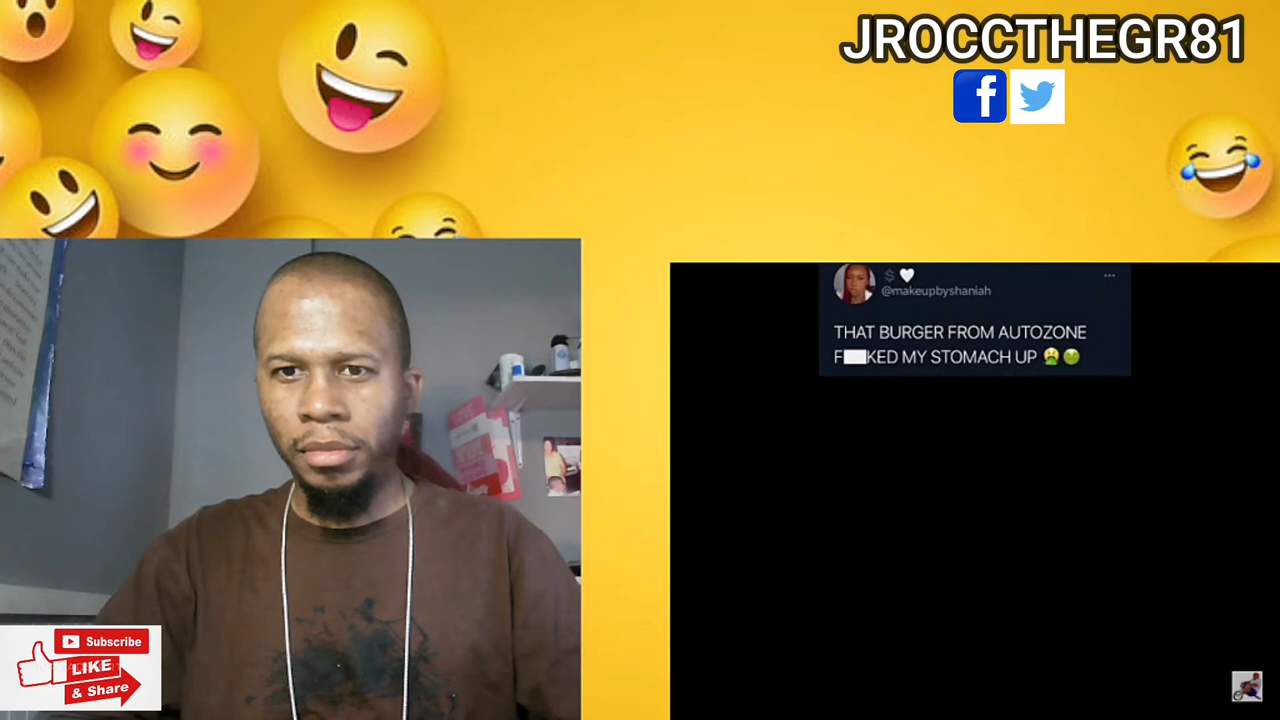 JROCCTHEGR81
f
$ 🤍
@makeupbyshaniah
THAT BURGER FROM AUTOZONE
F KED MY STOMACH UP 🤮🤢
Subscribe
LIKE
& Share